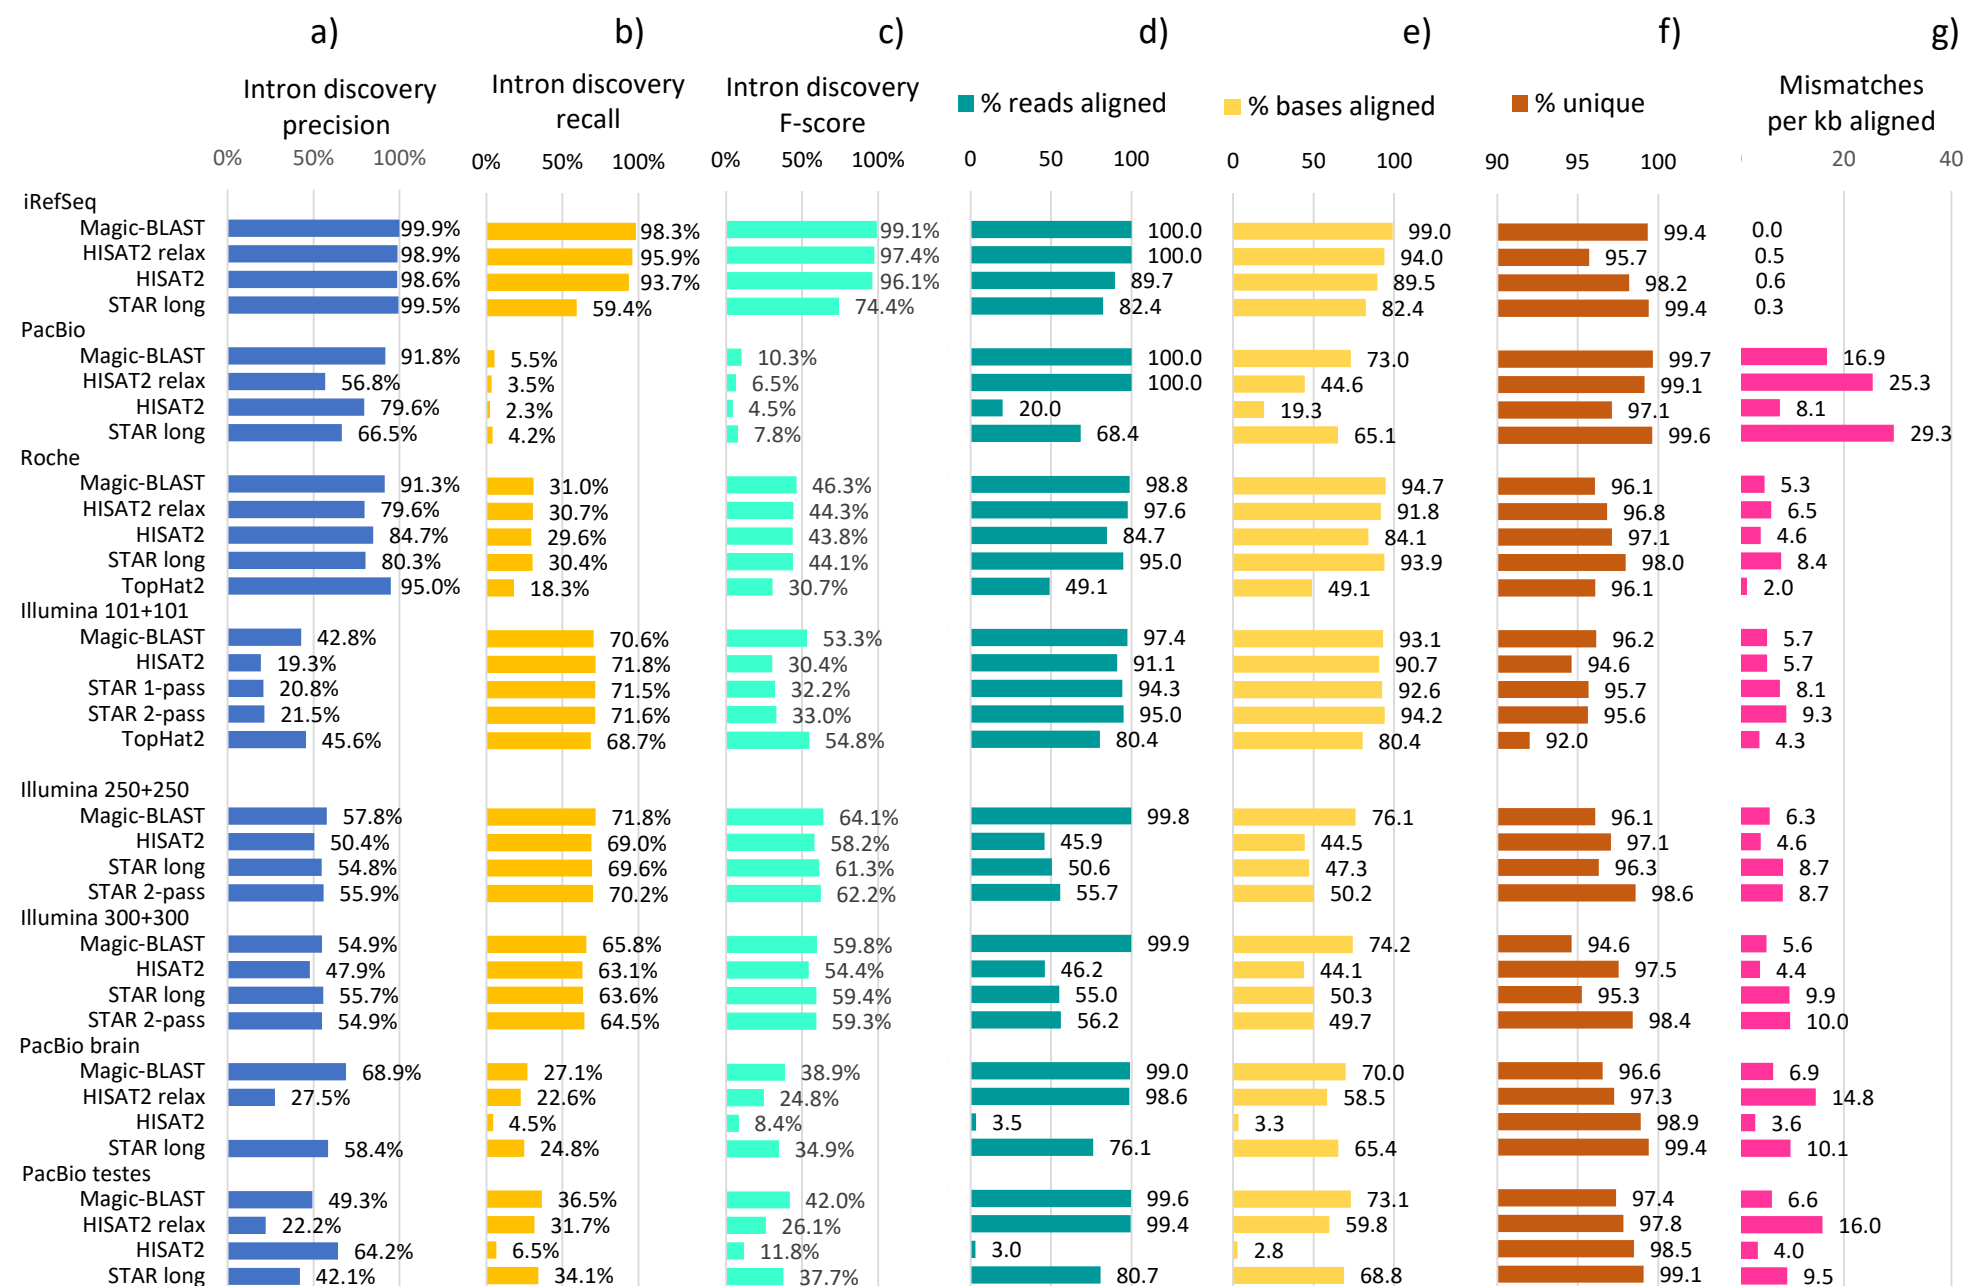 a) b) c) d) e) f) g)
Intron discovery precision
Intron discovery recall
Intron discovery F-score
% reads aligned
% bases aligned
% unique
Mismatches per kb aligned
0% 50% 100% 0% 50% 100% 0% 50% 100% 0 50 100 0 50 100 90 95 100 20 40
iRefSeq
Magic-BLAST 99.9% 98.3% 99.1% 100.0 99.0 99.4 0.0
HISAT2 relax 98.9% 95.9% 97.4% 100.0 94.0 95.7 0.5
HISAT2 98.6% 93.7% 96.1% 89.7 89.5 98.2 0.6
STAR long 99.5% 59.4% 74.4% 82.4 82.4 99.4 0.3
PacBio
Magic-BLAST 91.8% 5.5% 10.3% 100.0 73.0 99.7 16.9
HISAT2 relax 56.8% 3.5% 6.5% 100.0 44.6 99.1 25.3
HISAT2 79.6% 2.3% 4.5% 20.0 19.3 97.1 8.1
STAR long 66.5% 4.2% 7.8% 68.4 65.1 99.6 29.3
Roche
Magic-BLAST 91.3% 31.0% 46.3% 98.8 94.7 96.1 5.3
HISAT2 relax 79.6% 30.7% 44.3% 97.6 91.8 96.8 6.5
HISAT2 84.7% 29.6% 43.8% 84.7 84.1 97.1 4.6
STAR long 80.3% 30.4% 44.1% 95.0 93.9 98.0 8.4
TopHat2 95.0% 18.3% 30.7% 49.1 49.1 96.1 2.0
Illumina 101+101
Magic-BLAST 42.8% 70.6% 53.3% 97.4 93.1 96.2 5.7
HISAT2 19.3% 71.8% 30.4% 91.1 90.7 94.6 5.7
STAR 1-pass 20.8% 71.5% 32.2% 94.3 92.6 95.7 8.1
STAR 2-pass 21.5% 71.6% 33.0% 95.0 94.2 95.6 9.3
TopHat2 45.6% 68.7% 54.8% 80.4 80.4 92.0 4.3
Illumina 250+250
Magic-BLAST 57.8% 71.8% 64.1% 99.8 76.1 96.1 6.3
HISAT2 50.4% 69.0% 58.2% 45.9 44.5 97.1 4.6
STAR long 54.8% 69.6% 61.3% 50.6 47.3 96.3 8.7
STAR 2-pass 55.9% 70.2% 62.2% 55.7 50.2 98.6 8.7
Illumina 300+300
Magic-BLAST 54.9% 65.8% 59.8% 99.9 74.2 94.6 5.6
HISAT2 47.9% 63.1% 54.4% 46.2 44.1 97.5 4.4
STAR long 55.7% 63.6% 59.4% 55.0 50.3 95.3 9.9
STAR 2-pass 54.9% 64.5% 59.3% 56.2 49.7 98.4 10.0
PacBio brain
Magic-BLAST 68.9% 27.1% 38.9% 99.0 70.0 96.6 6.9
HISAT2 relax 27.5% 22.6% 24.8% 98.6 58.5 97.3 14.8
HISAT2 4.5% 8.4% 3.5 3.3 98.9 3.6
STAR long 58.4% 24.8% 34.9% 76.1 65.4 99.4 10.1
PacBio testes
Magic-BLAST 49.3% 36.5% 42.0% 99.6 73.1 97.4 6.6
HISAT2 relax 22.2% 31.7% 26.1% 99.4 59.8 97.8 16.0
HISAT2 64.2% 6.5% 11.8% 3.0 2.8 98.5 4.0
STAR long 42.1% 34.1% 37.7% 80.7 68.8 99.1 9.5